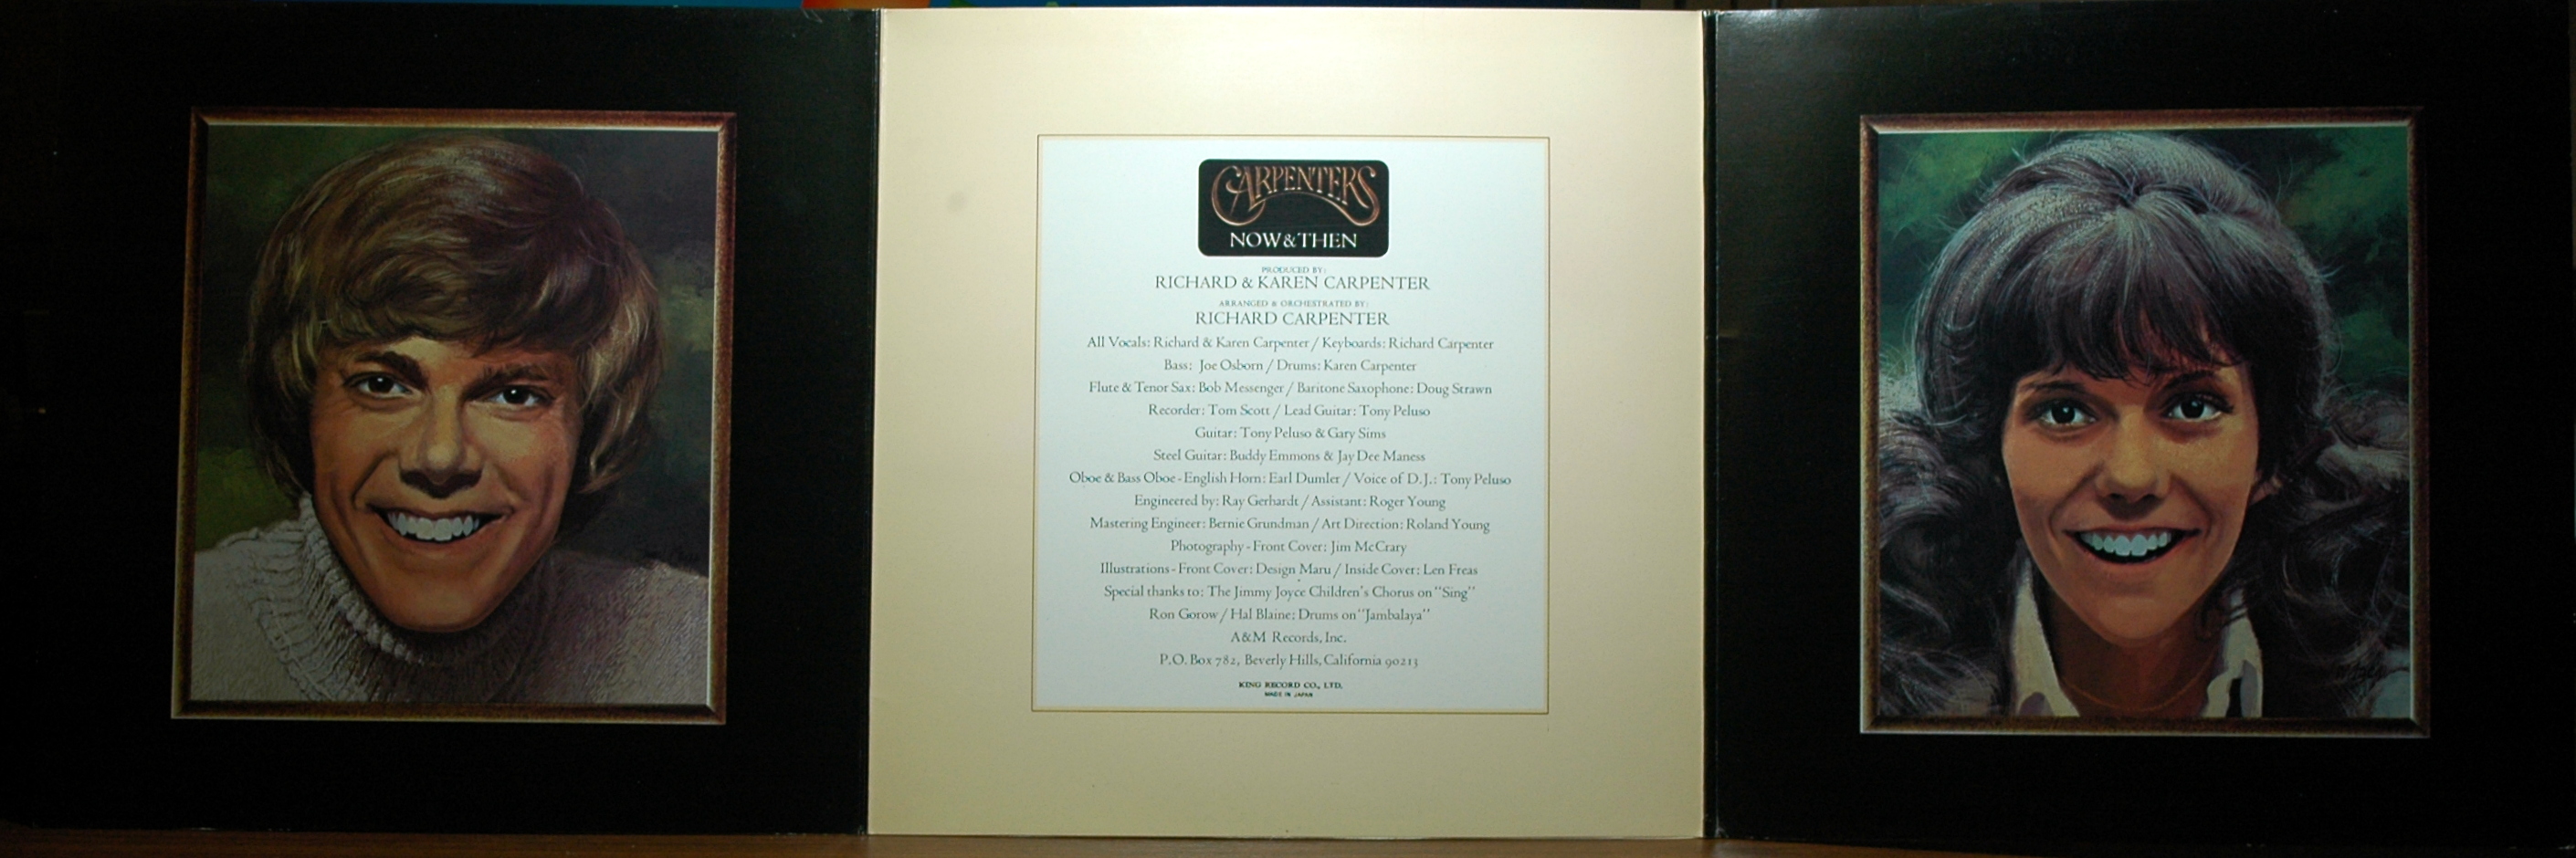 CARPENTERS
NOW & THEN
PRODUCED BY:
RICHARD & KAREN CARPENTER
ARRANGED & ORCHESTRATED BY:
RICHARD CARPENTER
All Vocals: Richard & Karen Carpenter / Keyboards: Richard Carpenter
Bass: Joe Osborn / Drums: Karen Carpenter
Flute & Tenor Sax: Bob Messenger / Baritone Saxophone: Doug Strawn
Recorder: Tom Scott / Lead Guitar: Tony Peluso
Guitar: Tony Peluso & Gary Sims
Steel Guitar: Buddy Emmons & Jay Dee Maness
Oboe & Bass Oboe - English Horn: Earl Dumler / Voice of D.J.: Tony Peluso
Engineered by: Ray Gerhardt / Assistant: Roger Young
Mastering Engineer: Bernie Grundman / Art Direction: Roland Young
Photography - Front Cover: Jim McCrary
Illustrations - Front Cover: Design Maru / Inside Cover: Len Freas
Special thanks to: The Jimmy Joyce Children's Chorus on "Sing"
Ron Gorow / Hal Blaine: Drums on "Jambalaya"
A&M Records, Inc.
P.O. Box 782, Beverly Hills, California 90213
KING RECORD CO., LTD.
MADE IN JAPAN